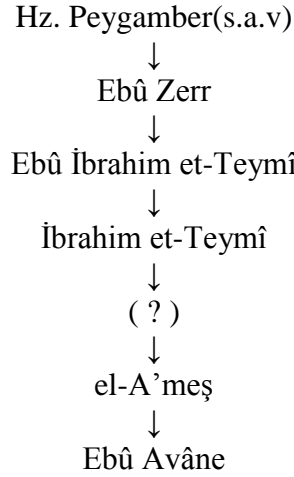 Hz. Peygamber(s.a.v)
↓
Ebû Zerr
↓
Ebû İbrahim et-Teymî
↓
İbrahim et-Teymî
↓
( ? )
↓
el-A’meş
↓
Ebû Avâne